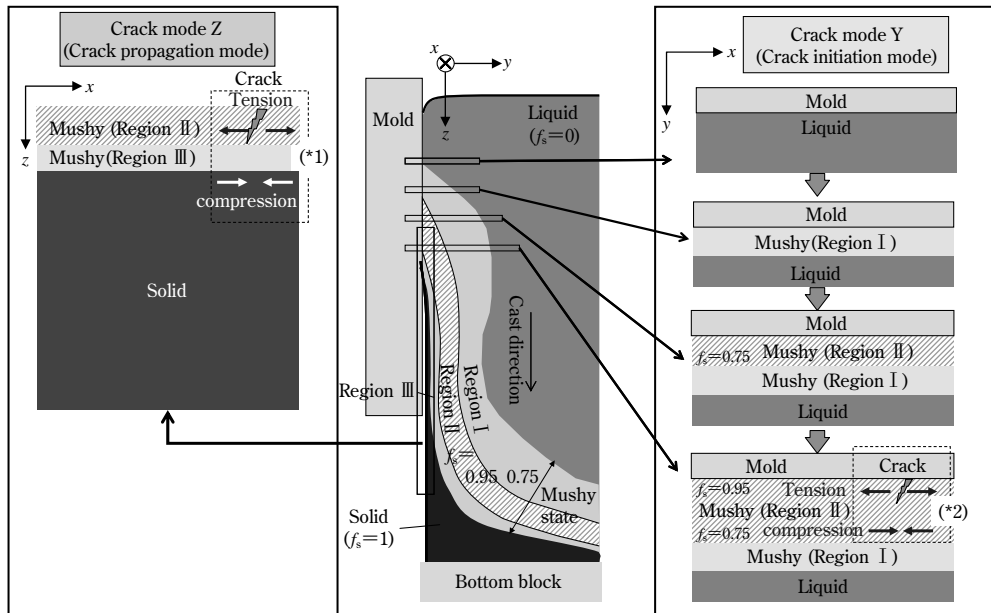 Crack mode Z
(Crack propagation mode)
x
z
Crack
Tension
Mushy (Region Ⅱ)
Mushy(Region Ⅲ)
(*1)
compression
Solid
x
y
z
Mold
Liquid
(fs=0)
Cast direction
Region Ⅲ
Region Ⅱ
Region Ⅰ
fs=
0.95 0.75
Mushy
state
Solid
(fs=1)
Bottom block
Crack mode Y
(Crack initiation mode)
x
y
Mold
Liquid
Mold
Mushy(Region Ⅰ)
Liquid
Mold
fs=0.75 Mushy (Region Ⅱ)
Mushy (Region Ⅰ)
Liquid
Mold Crack
fs=0.95 Tension
Mushy (Region Ⅱ)
(*2)
fs=0.75 compression
Mushy (Region Ⅰ)
Liquid